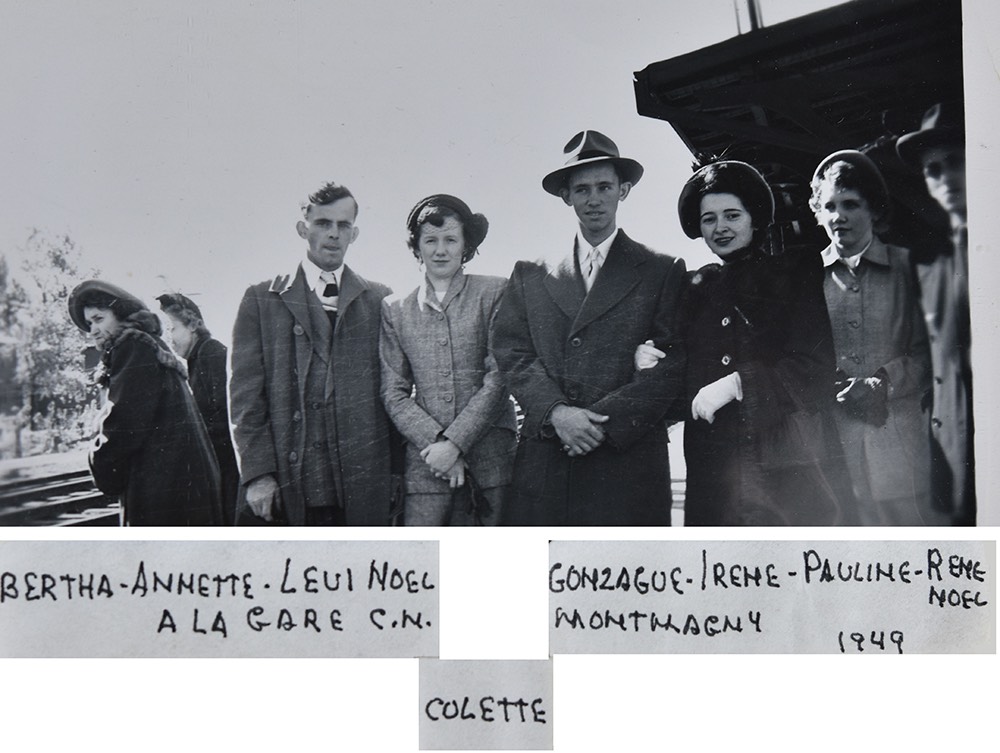 BERTHA-ANNETTE. LEVI NOEL
A LA GARE C.N.
GONZAGUE-IRENE-PAULINE-RENE
NOEL
MONTMAGNY
1949
COLETTE